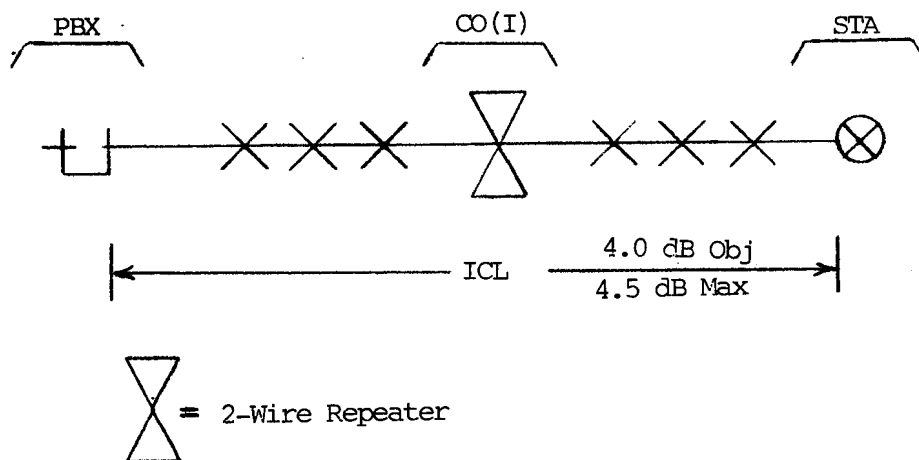 PBX CO(I) STA
4.0 dB Obj
ICL
4.5 dB Max
= 2-Wire Repeater